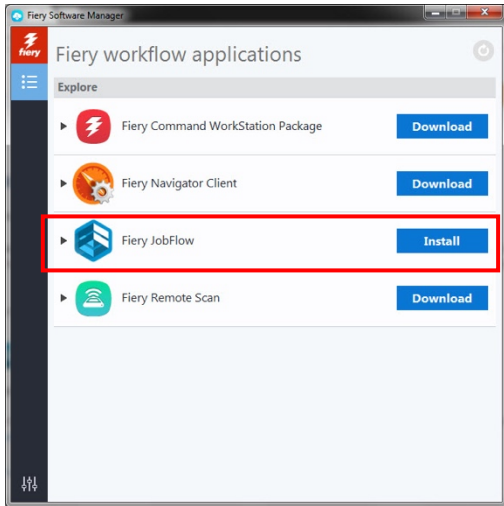 Fiery Software Manager
fiery
Fiery workflow applications
Explore
Fiery Command WorkStation Package
Download
Fiery Navigator Client
Download
Fiery JobFlow
Install
Fiery Remote Scan
Download